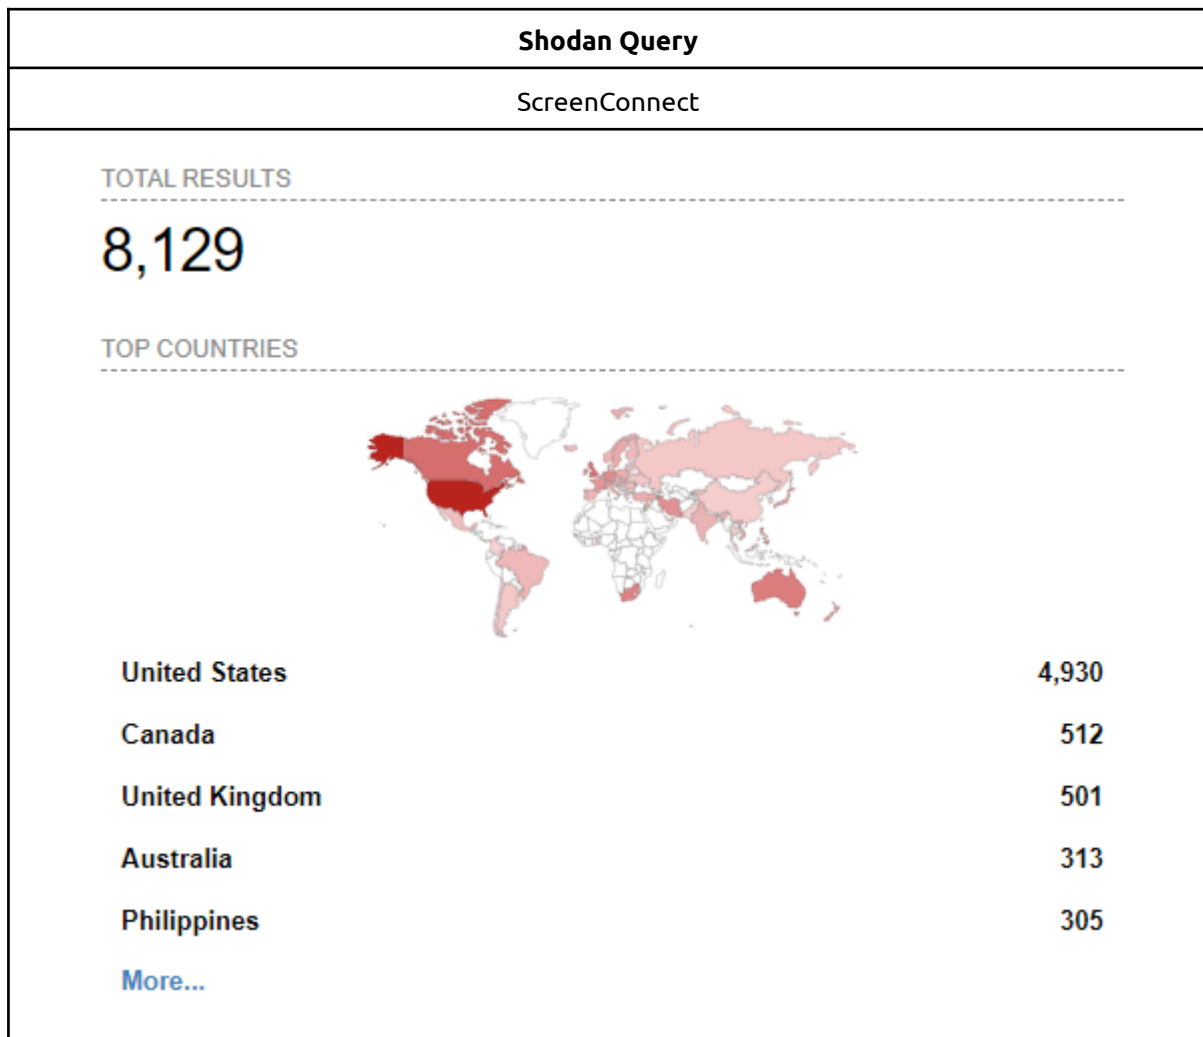 Shodan Query
ScreenConnect
TOTAL RESULTS
8,129
TOP COUNTRIES
United States 4,930
Canada 512
United Kingdom 501
Australia 313
Philippines 305
More...